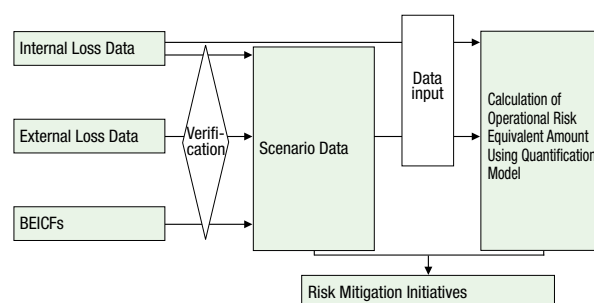 Internal Loss Data
External Loss Data
BEICFs
Verifi-
cation
Scenario Data
Data
input
Calculation of
Operational Risk
Equivalent Amount
Using Quantification
Model
Risk Mitigation Initiatives